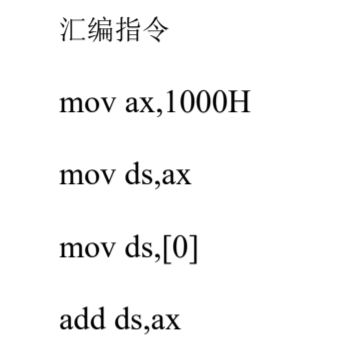 汇编指令
mov ax,1000H
mov ds,ax
mov ds,[0]
add ds,ax